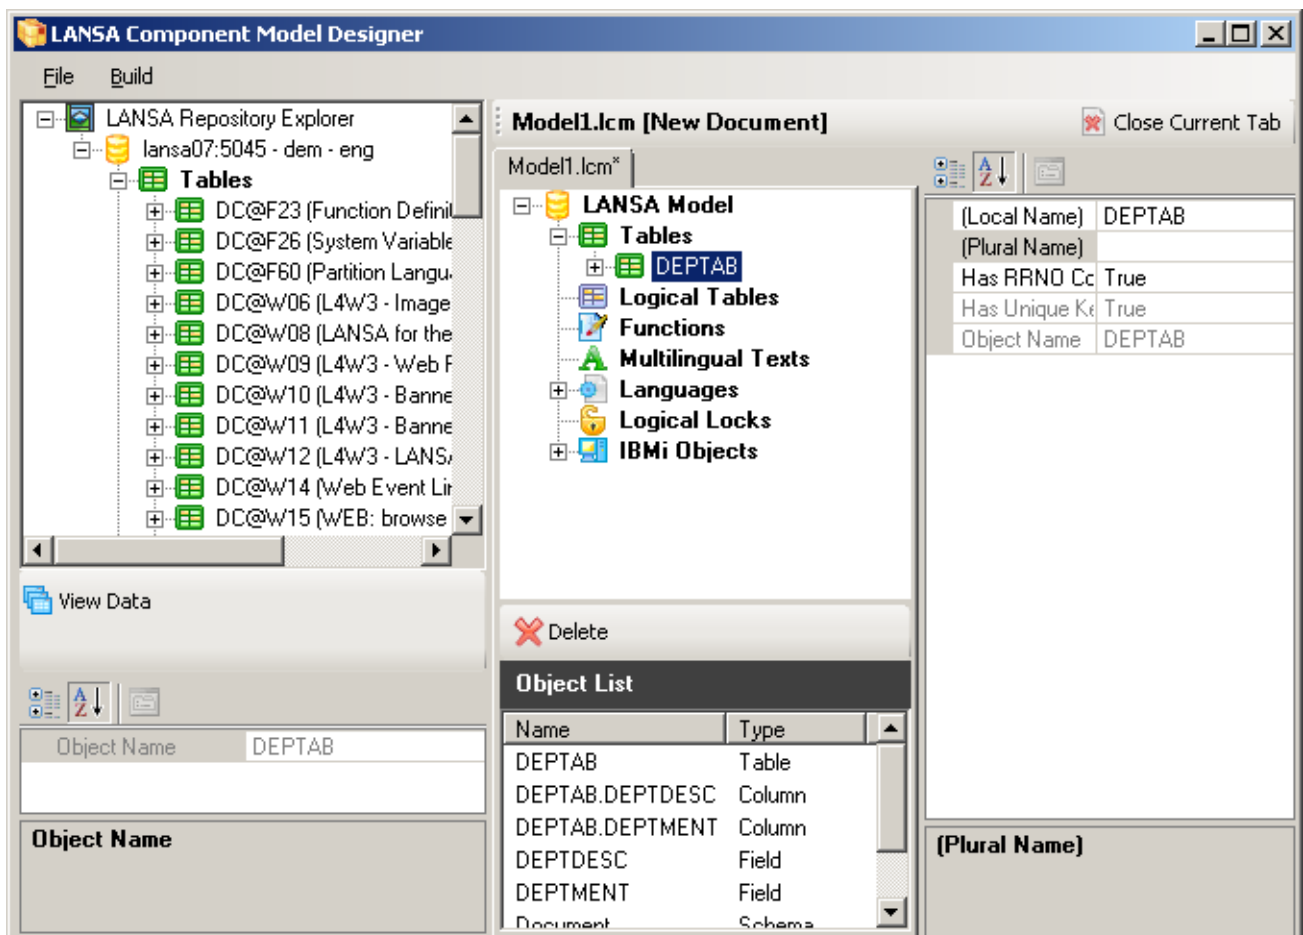 LANSA Component Model Designer
File Build
LANSA Repository Explorer
lansa07:5045 - dem - eng
Tables
DC@F23 (Function Definit
DC@F26 (System Variable
DC@F60 (Partition Langu
DC@W06 (L4W3 - Image
DC@W08 (LANSA for the
DC@W09 (L4W3 - Web F
DC@W10 (L4W3 - Banne
DC@W11 (L4W3 - Banne
DC@W12 (L4W3 - LANS
DC@W14 (Web Event Lin
DC@W15 (WEB: browse
View Data
Object Name DEPTAB
Object Name
Model1.lcm [New Document]
Close Current Tab
Model1.lcm*
LANSA Model
Tables
DEPTAB
Logical Tables
Functions
Multilingual Texts
Languages
Logical Locks
IBMi Objects
Delete
Object List
Name Type
DEPTAB Table
DEPTAB.DEPTDESC Column
DEPTAB.DEPTMENT Column
DEPTDESC Field
DEPTMENT Field
Document Schema
(Local Name) DEPTAB
(Plural Name)
Has RRNO Cc True
Has Unique Ke True
Object Name DEPTAB
(Plural Name)